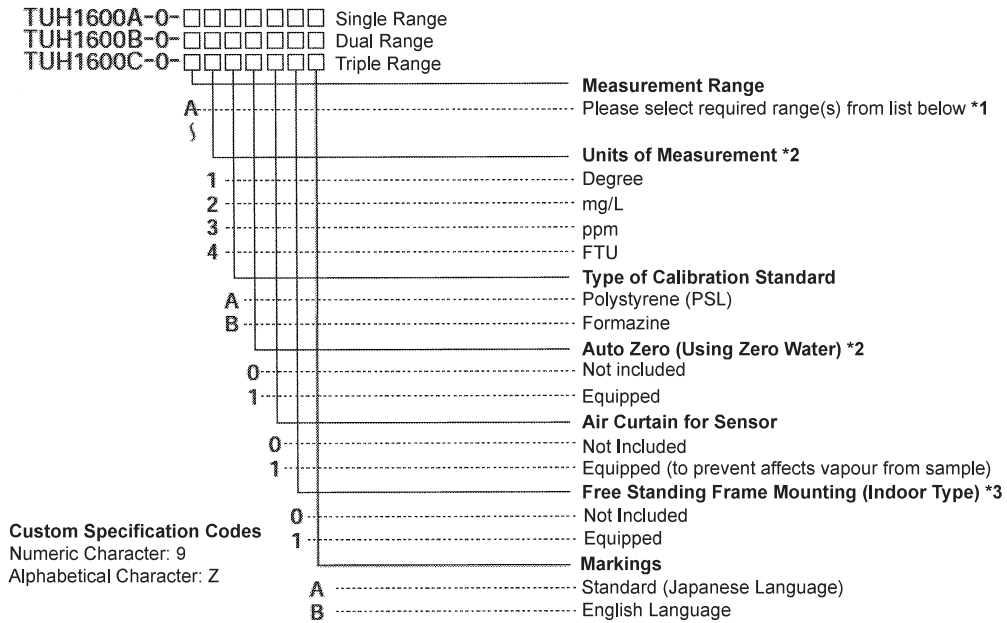 TUH1600A-0-□□□□□□□ Single Range
TUH1600B-0-□□□□□□□ Dual Range
TUH1600C-0-□□□□□□□ Triple Range
Measurement Range
A Please select required range(s) from list below *1
Units of Measurement *2
1 Degree
2 mg/L
3 ppm
4 FTU
Type of Calibration Standard
A Polystyrene (PSL)
B Formazine
Auto Zero (Using Zero Water) *2
0 Not included
1 Equipped
Air Curtain for Sensor
0 Not Included
1 Equipped (to prevent affects vapour from sample)
Free Standing Frame Mounting (Indoor Type) *3
0 Not Included
1 Equipped
Markings
A Standard (Japanese Language)
B English Language
Custom Specification Codes
Numeric Character: 9
Alphabetical Character: Z